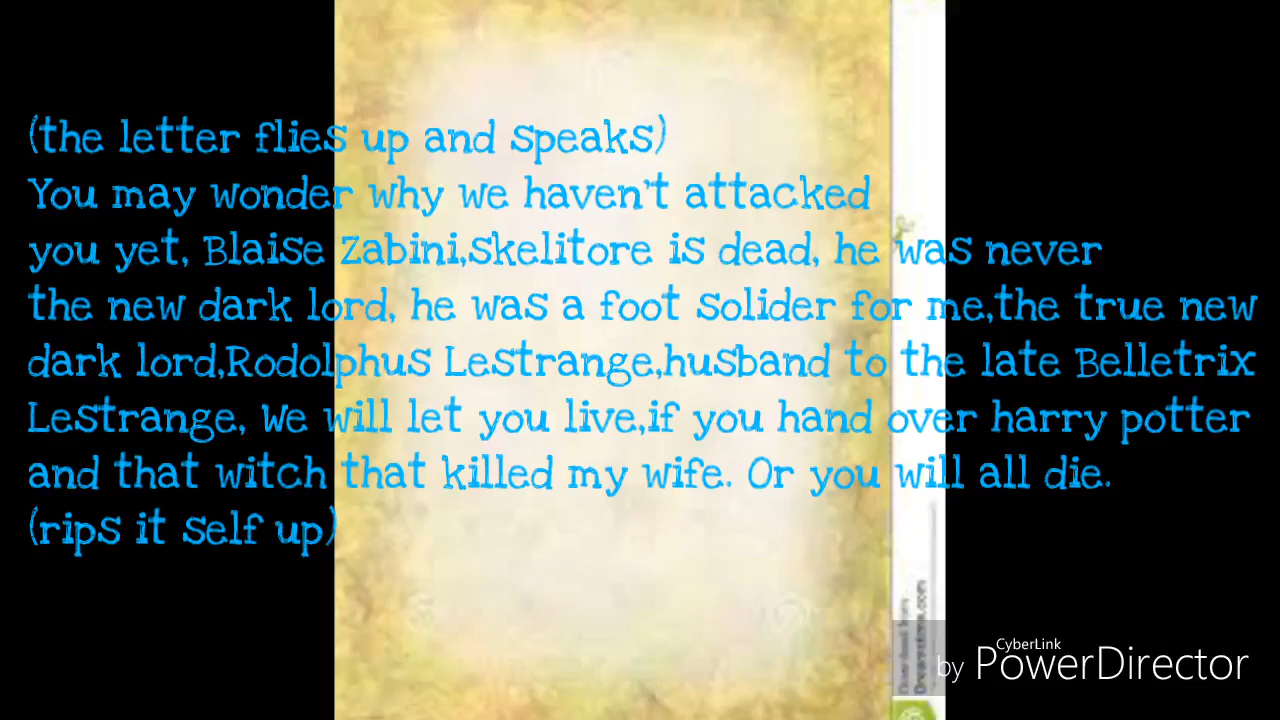 (the letter flies up and speaks)
You may wonder why we haven't attacked
you yet, Blaise Zabini,skelitore is dead, he was never
the new dark lord, he was a foot solider for me,the true new
dark lord,Rodolphus Lestrange,husband to the late Belletrix
Lestrange, We will let you live,if you hand over harry potter
and that witch that killed my wife. Or you will all die.
(rips it self up)
Download from
Dreamstime.com
CyberLink
by PowerDirector